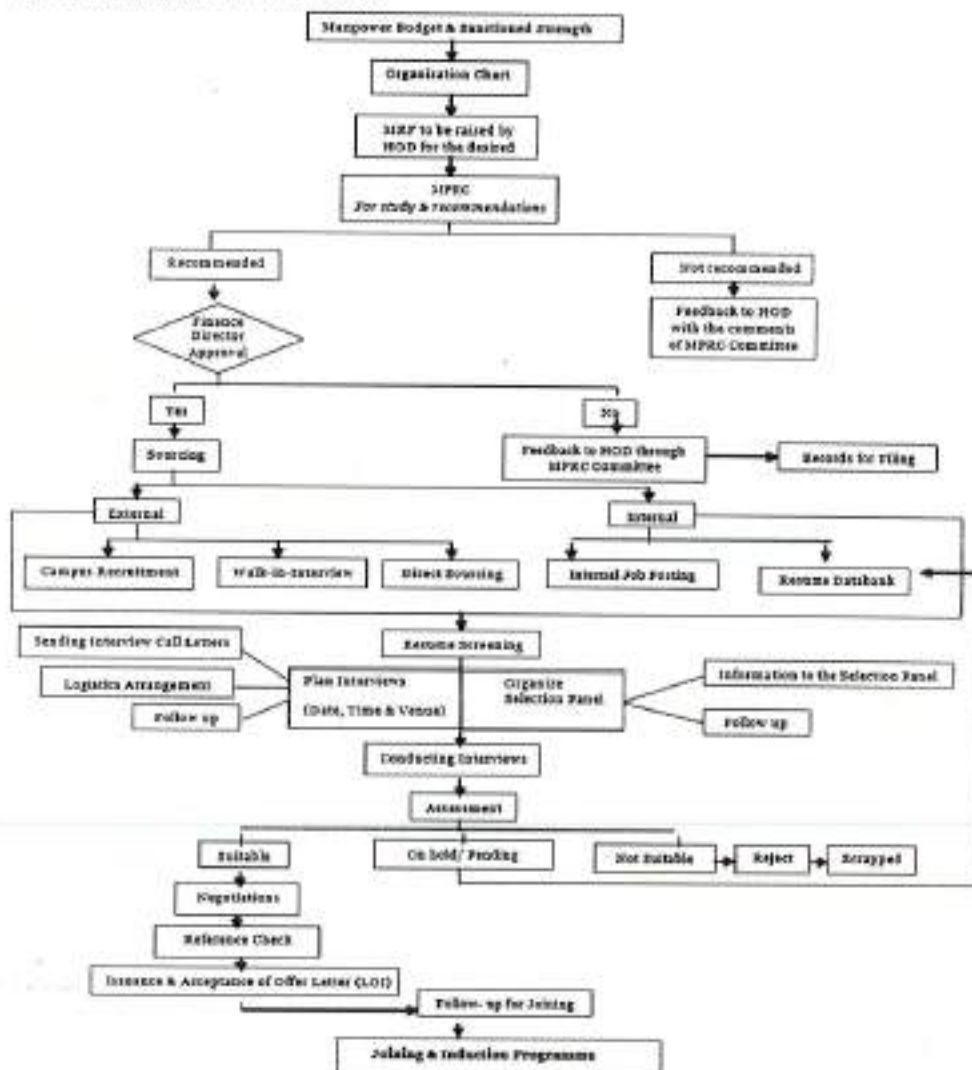 Manpower Budget & Sanctioned Strength
Organization Chart
MRF to be raised by
HOD for the desired
MPRC
For study & recommendations
Recommended
Not recommended
Finance
Director
Approval
Feedback to HOD
with the comments
of MPRC Committee
Yes
No
Sourcing
Feedback to HOD through
MPRC Committee
Records for Filing
External
Internal
Campus Recruitment
Walk-in-Interview
Direct Sourcing
Internal Job Posting
Resume Databank
Sending Interview Call Letters
Resume Screening
Logistics Arrangement
Plan Interviews
(Date, Time & Venue)
Organize
Selection Panel
Information to the Selection Panel
Follow up
Follow up
Conducting Interviews
Assessment
Suitable
On hold/ Pending
Not Suitable
Reject
Scrapped
Negotiations
Reference Check
Issuance & Acceptance of Offer Letter (LOI)
Follow- up for Joining
Joining & Induction Programme